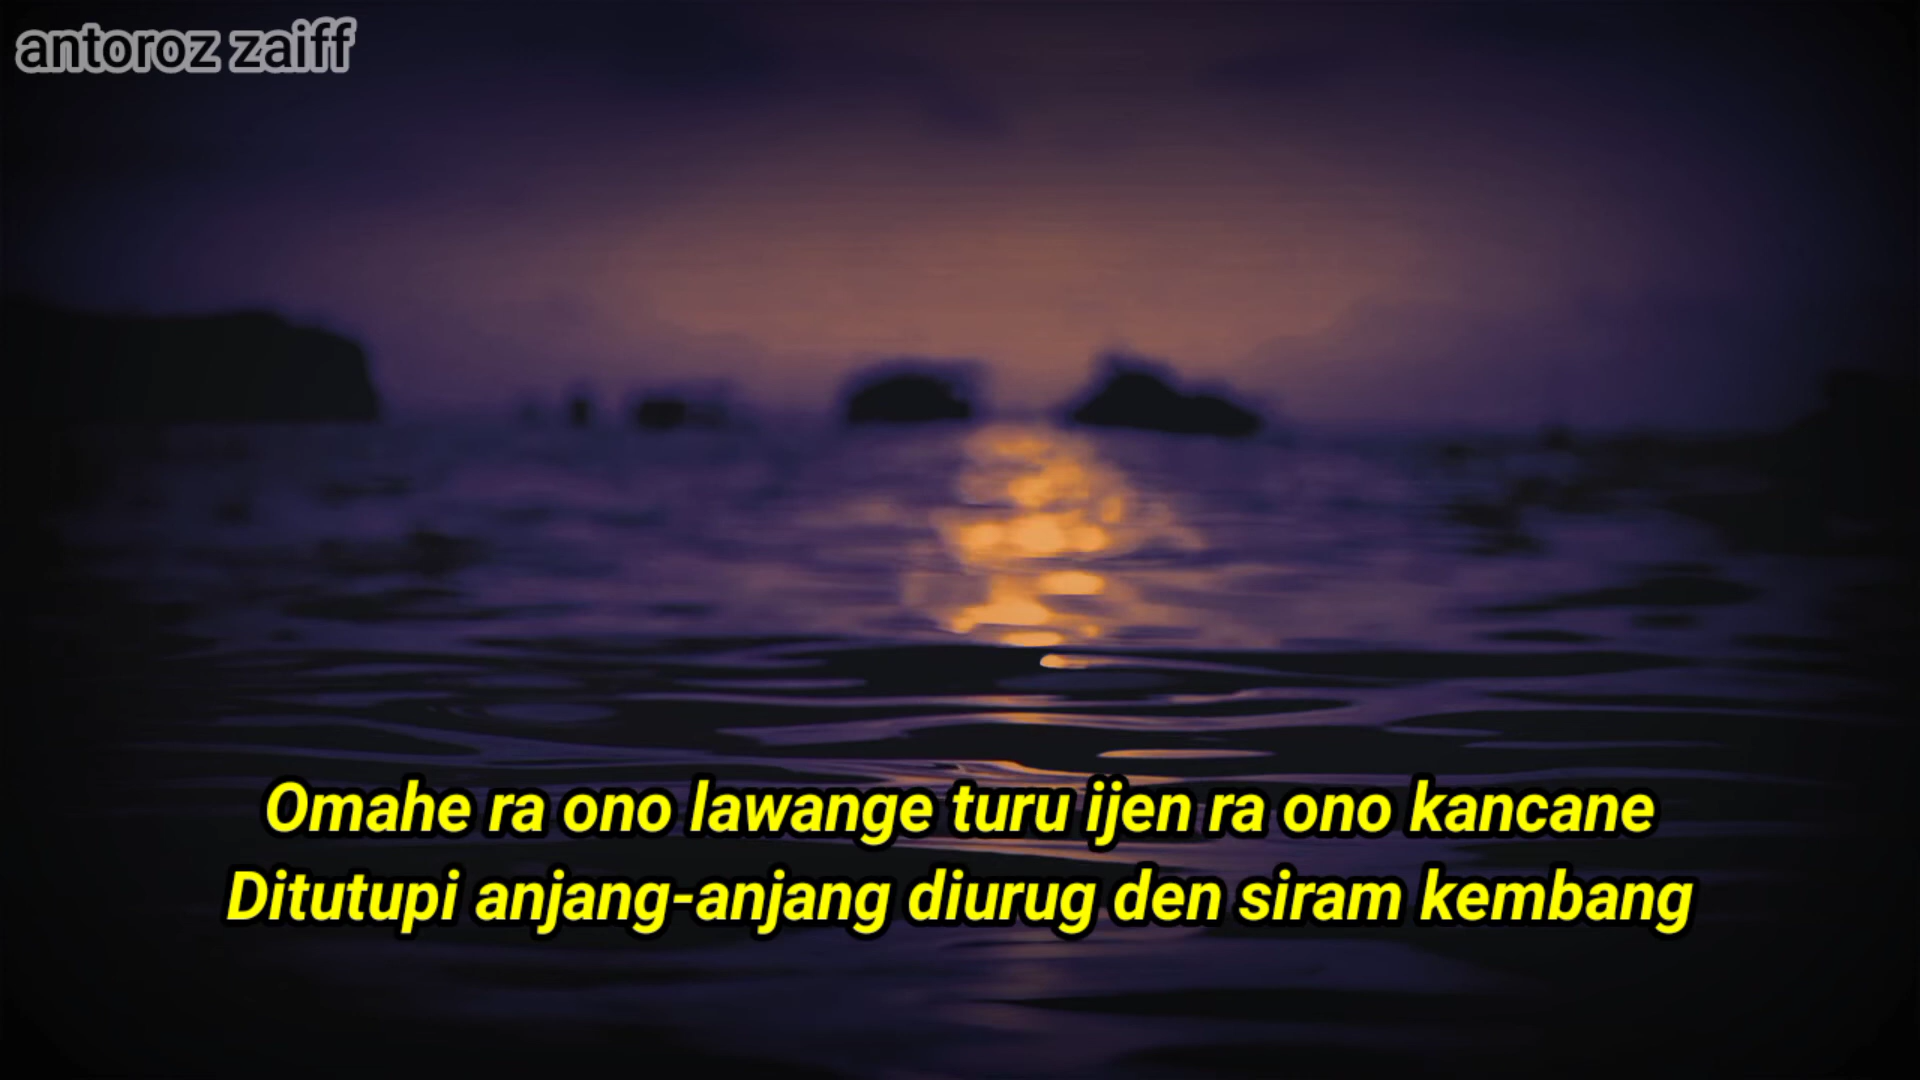 antoroz zaiff
Omahe ra ono lawange turu ijen ra ono kancane
Ditutupi anjang-anjang diurug den siram kembang